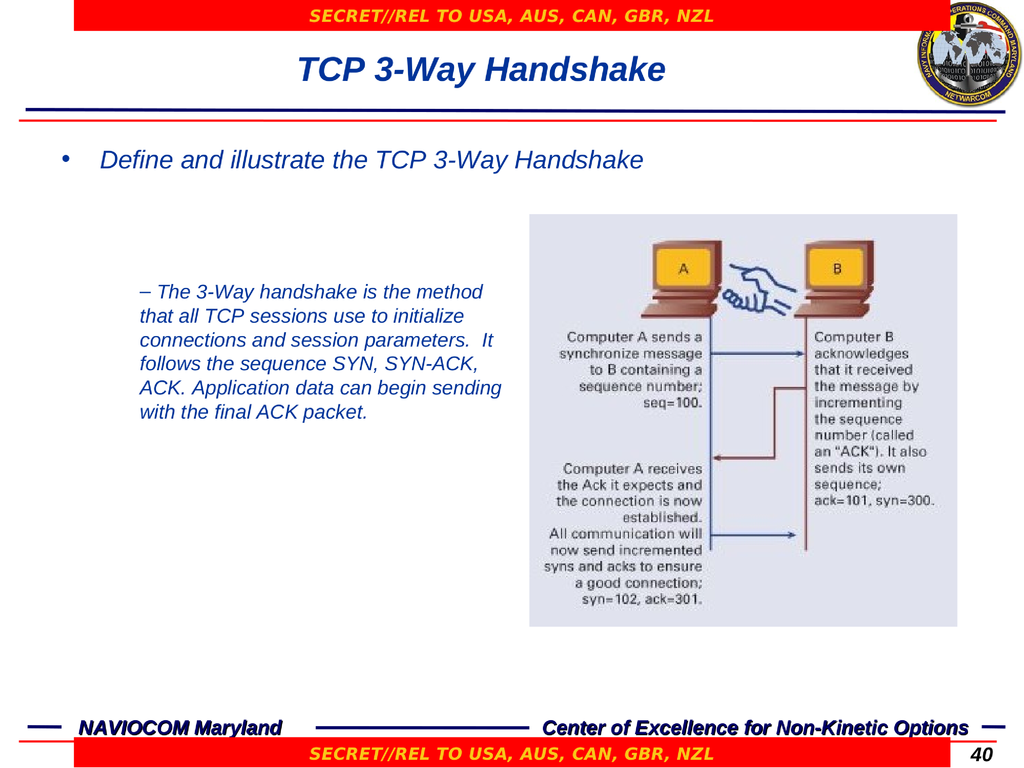 SECRET//REL TO USA, AUS, CAN, GBR, NZL
TCP 3-Way Handshake
OPERATIONS COMMAND MARYLAND
NETWARCOM
• Define and illustrate the TCP 3-Way Handshake
– The 3-Way handshake is the method
that all TCP sessions use to initialize
connections and session parameters. It
follows the sequence SYN, SYN-ACK,
ACK. Application data can begin sending
with the final ACK packet.
A
B
Computer A sends a
synchronize message
to B containing a
sequence number;
seq=100.
Computer B
acknowledges
that it received
the message by
incrementing
the sequence
number (called
an "ACK"). It also
sends its own
sequence;
ack=101, syn=300.
Computer A receives
the Ack it expects and
the connection is now
established.
All communication will
now send incremented
syns and acks to ensure
a good connection;
syn=102, ack=301.
NAVIOCOM Maryland
Center of Excellence for Non-Kinetic Options
SECRET//REL TO USA, AUS, CAN, GBR, NZL
40